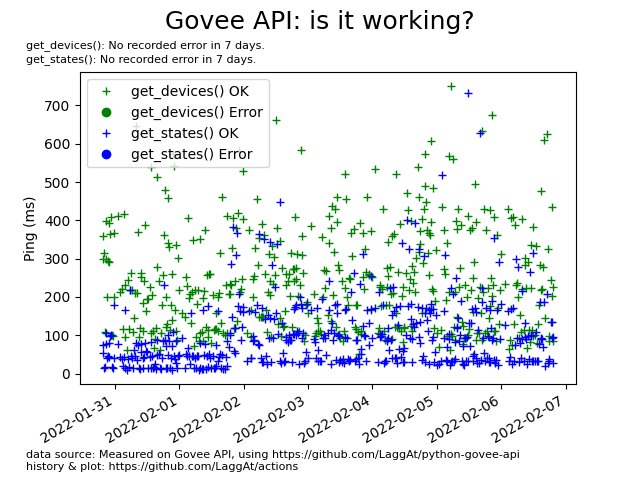 Govee API: is it working?
get_devices(): No recorded error in 7 days.
get_states(): No recorded error in 7 days.
get_devices() OK
get_devices() Error
get_states() OK
get_states() Error
Ping (ms)
700
600
500
400
300
200
100
0
2022-01-31
2022-02-01
2022-02-02
2022-02-03
2022-02-04
2022-02-05
2022-02-06
2022-02-07
data source: Measured on Govee API, using https://github.com/LaggAt/python-govee-api
history & plot: https://github.com/LaggAt/actions